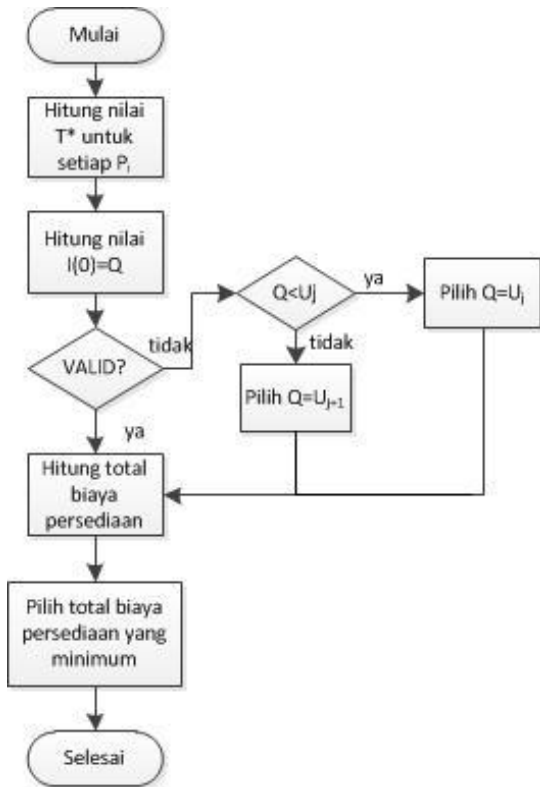 Mulai
Hitung nilai
T* untuk
setiap Pᵢ
Hitung nilai
I(0)=Q
VALID?
tidak
ya
Q<Uj
ya
Pilih Q=Uⱼ
tidak
Pilih Q=Uⱼ₊₁
Hitung total
biaya
persediaan
Pilih total biaya
persediaan yang
minimum
Selesai